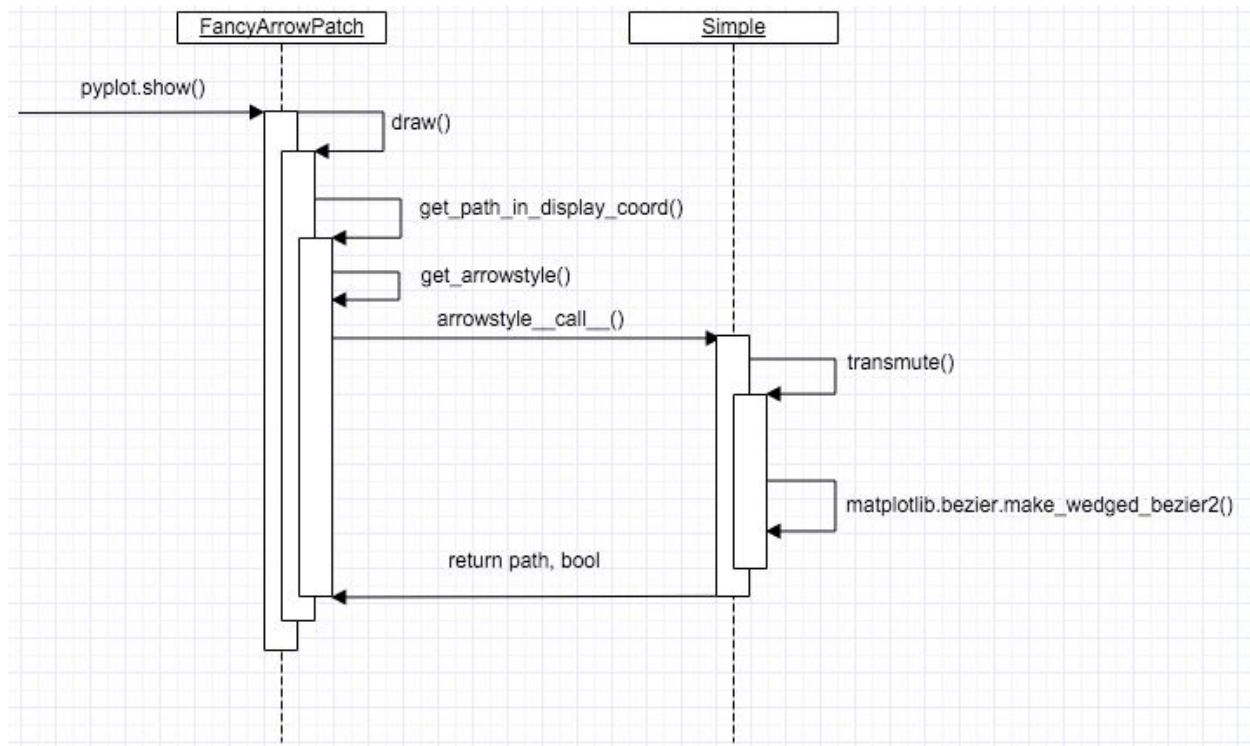 FancyArrowPatch
Simple
pyplot.show()
draw()
get_path_in_display_coord()
get_arrowstyle()
arrowstyle__call__()
transmute()
matplotlib.bezier.make_wedged_bezier2()
return path, bool